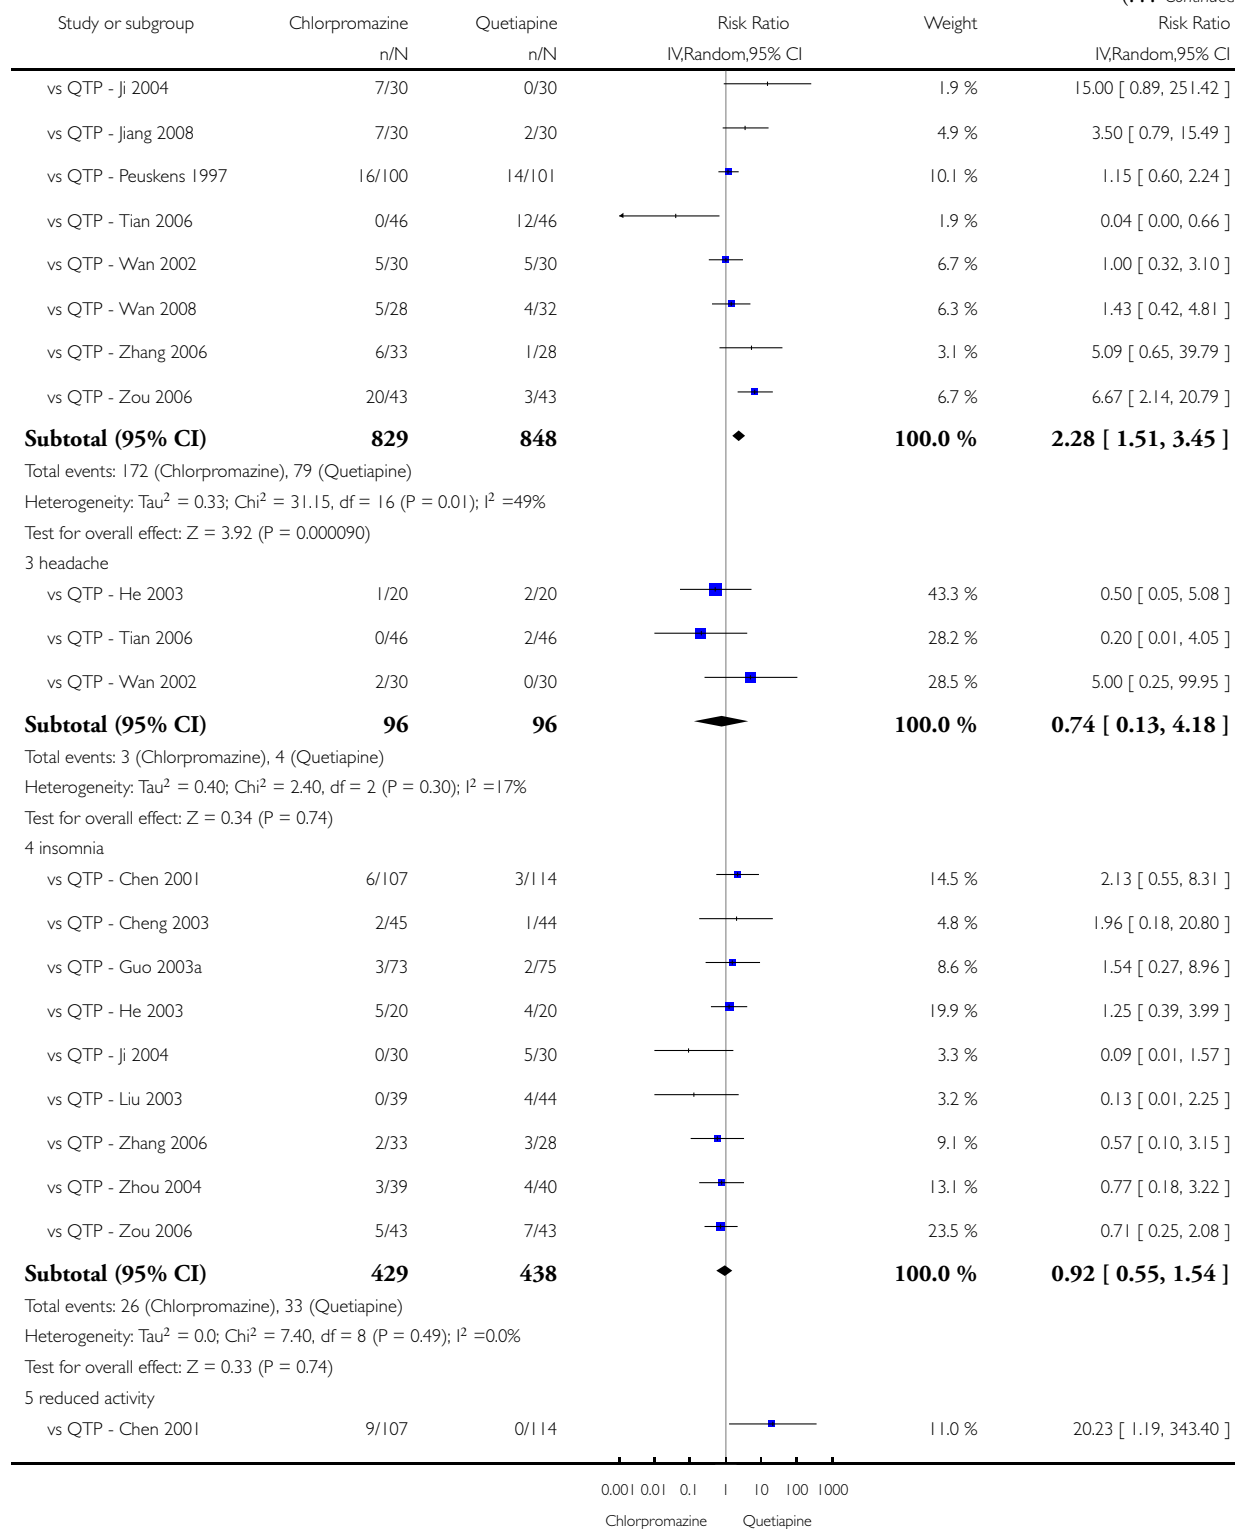 Continued
Study or subgroup Chlorpromazine Quetiapine Risk Ratio Weight Risk Ratio
n/N n/N IV,Random,95% CI IV,Random,95% CI
vs QTP - Ji 2004 7/30 0/30 1.9 % 15.00 [ 0.89, 251.42 ]
vs QTP - Jiang 2008 7/30 2/30 4.9 % 3.50 [ 0.79, 15.49 ]
vs QTP - Peuskens 1997 16/100 14/101 10.1 % 1.15 [ 0.60, 2.24 ]
vs QTP - Tian 2006 0/46 12/46 1.9 % 0.04 [ 0.00, 0.66 ]
vs QTP - Wan 2002 5/30 5/30 6.7 % 1.00 [ 0.32, 3.10 ]
vs QTP - Wan 2008 5/28 4/32 6.3 % 1.43 [ 0.42, 4.81 ]
vs QTP - Zhang 2006 6/33 1/28 3.1 % 5.09 [ 0.65, 39.79 ]
vs QTP - Zou 2006 20/43 3/43 6.7 % 6.67 [ 2.14, 20.79 ]
Subtotal (95% CI) 829 848 100.0 % 2.28 [ 1.51, 3.45 ]
Total events: 172 (Chlorpromazine), 79 (Quetiapine)
Heterogeneity: Tau² = 0.33; Chi² = 31.15, df = 16 (P = 0.01); I² =49%
Test for overall effect: Z = 3.92 (P = 0.000090)
3 headache
vs QTP - He 2003 1/20 2/20 43.3 % 0.50 [ 0.05, 5.08 ]
vs QTP - Tian 2006 0/46 2/46 28.2 % 0.20 [ 0.01, 4.05 ]
vs QTP - Wan 2002 2/30 0/30 28.5 % 5.00 [ 0.25, 99.95 ]
Subtotal (95% CI) 96 96 100.0 % 0.74 [ 0.13, 4.18 ]
Total events: 3 (Chlorpromazine), 4 (Quetiapine)
Heterogeneity: Tau² = 0.40; Chi² = 2.40, df = 2 (P = 0.30); I² =17%
Test for overall effect: Z = 0.34 (P = 0.74)
4 insomnia
vs QTP - Chen 2001 6/107 3/114 14.5 % 2.13 [ 0.55, 8.31 ]
vs QTP - Cheng 2003 2/45 1/44 4.8 % 1.96 [ 0.18, 20.80 ]
vs QTP - Guo 2003a 3/73 2/75 8.6 % 1.54 [ 0.27, 8.96 ]
vs QTP - He 2003 5/20 4/20 19.9 % 1.25 [ 0.39, 3.99 ]
vs QTP - Ji 2004 0/30 5/30 3.3 % 0.09 [ 0.01, 1.57 ]
vs QTP - Liu 2003 0/39 4/44 3.2 % 0.13 [ 0.01, 2.25 ]
vs QTP - Zhang 2006 2/33 3/28 9.1 % 0.57 [ 0.10, 3.15 ]
vs QTP - Zhou 2004 3/39 4/40 13.1 % 0.77 [ 0.18, 3.22 ]
vs QTP - Zou 2006 5/43 7/43 23.5 % 0.71 [ 0.25, 2.08 ]
Subtotal (95% CI) 429 438 100.0 % 0.92 [ 0.55, 1.54 ]
Total events: 26 (Chlorpromazine), 33 (Quetiapine)
Heterogeneity: Tau² = 0.0; Chi² = 7.40, df = 8 (P = 0.49); I² =0.0%
Test for overall effect: Z = 0.33 (P = 0.74)
5 reduced activity
vs QTP - Chen 2001 9/107 0/114 11.0 % 20.23 [ 1.19, 343.40 ]
0.001 0.01 0.1 1 10 100 1000
Chlorpromazine Quetiapine